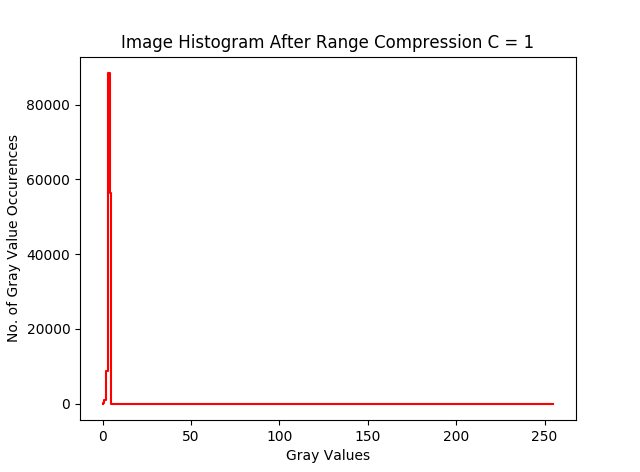 Image Histogram After Range Compression C = 1
No. of Gray Value Occurences
80000
60000
40000
20000
0
0 50 100 150 200 250
Gray Values